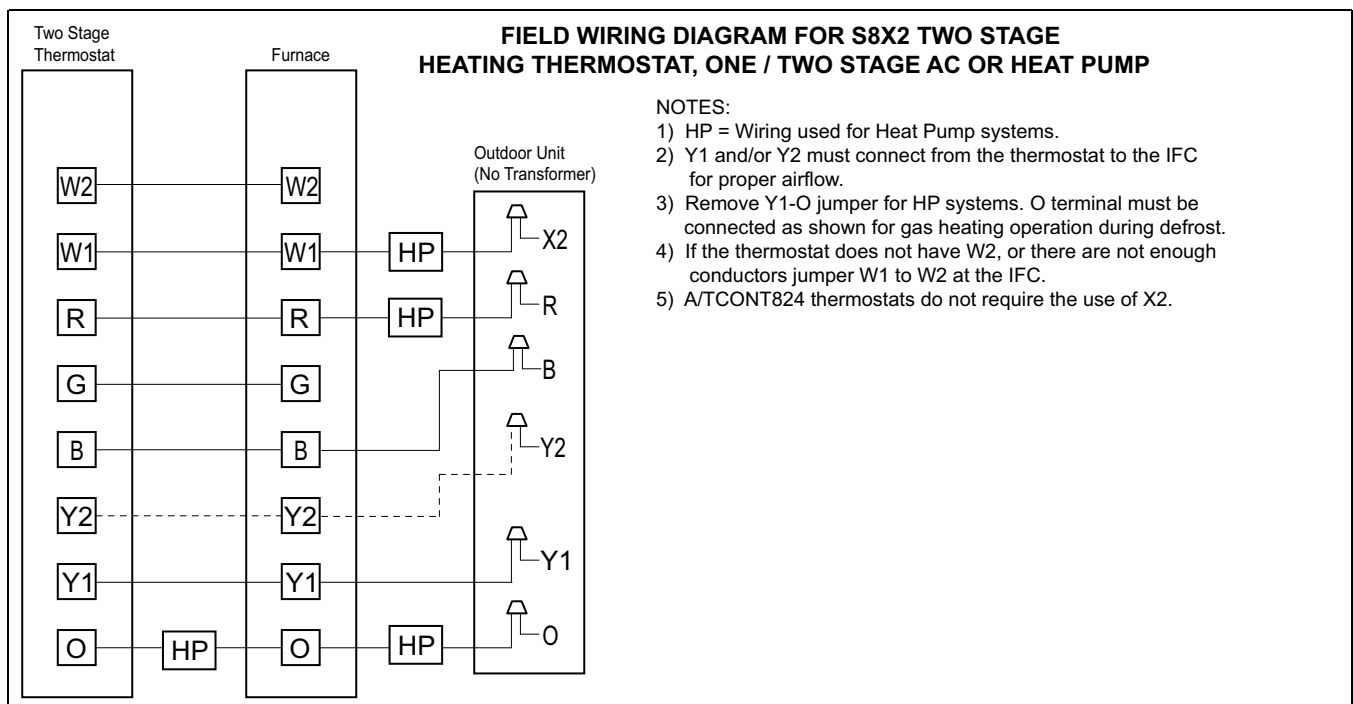 Two Stage
Thermostat
Furnace
FIELD WIRING DIAGRAM FOR S8X2 TWO STAGE
HEATING THERMOSTAT, ONE / TWO STAGE AC OR HEAT PUMP
NOTES:
1) HP = Wiring used for Heat Pump systems.
2) Y1 and/or Y2 must connect from the thermostat to the IFC
for proper airflow.
3) Remove Y1-O jumper for HP systems. O terminal must be
connected as shown for gas heating operation during defrost.
4) If the thermostat does not have W2, or there are not enough
conductors jumper W1 to W2 at the IFC.
5) A/TCONT824 thermostats do not require the use of X2.
Outdoor Unit
(No Transformer)
W2 W2
W1 W1 HP X2
R R HP R
G G
B B B
Y2 Y2 Y2
Y1 Y1 Y1
O HP O HP O